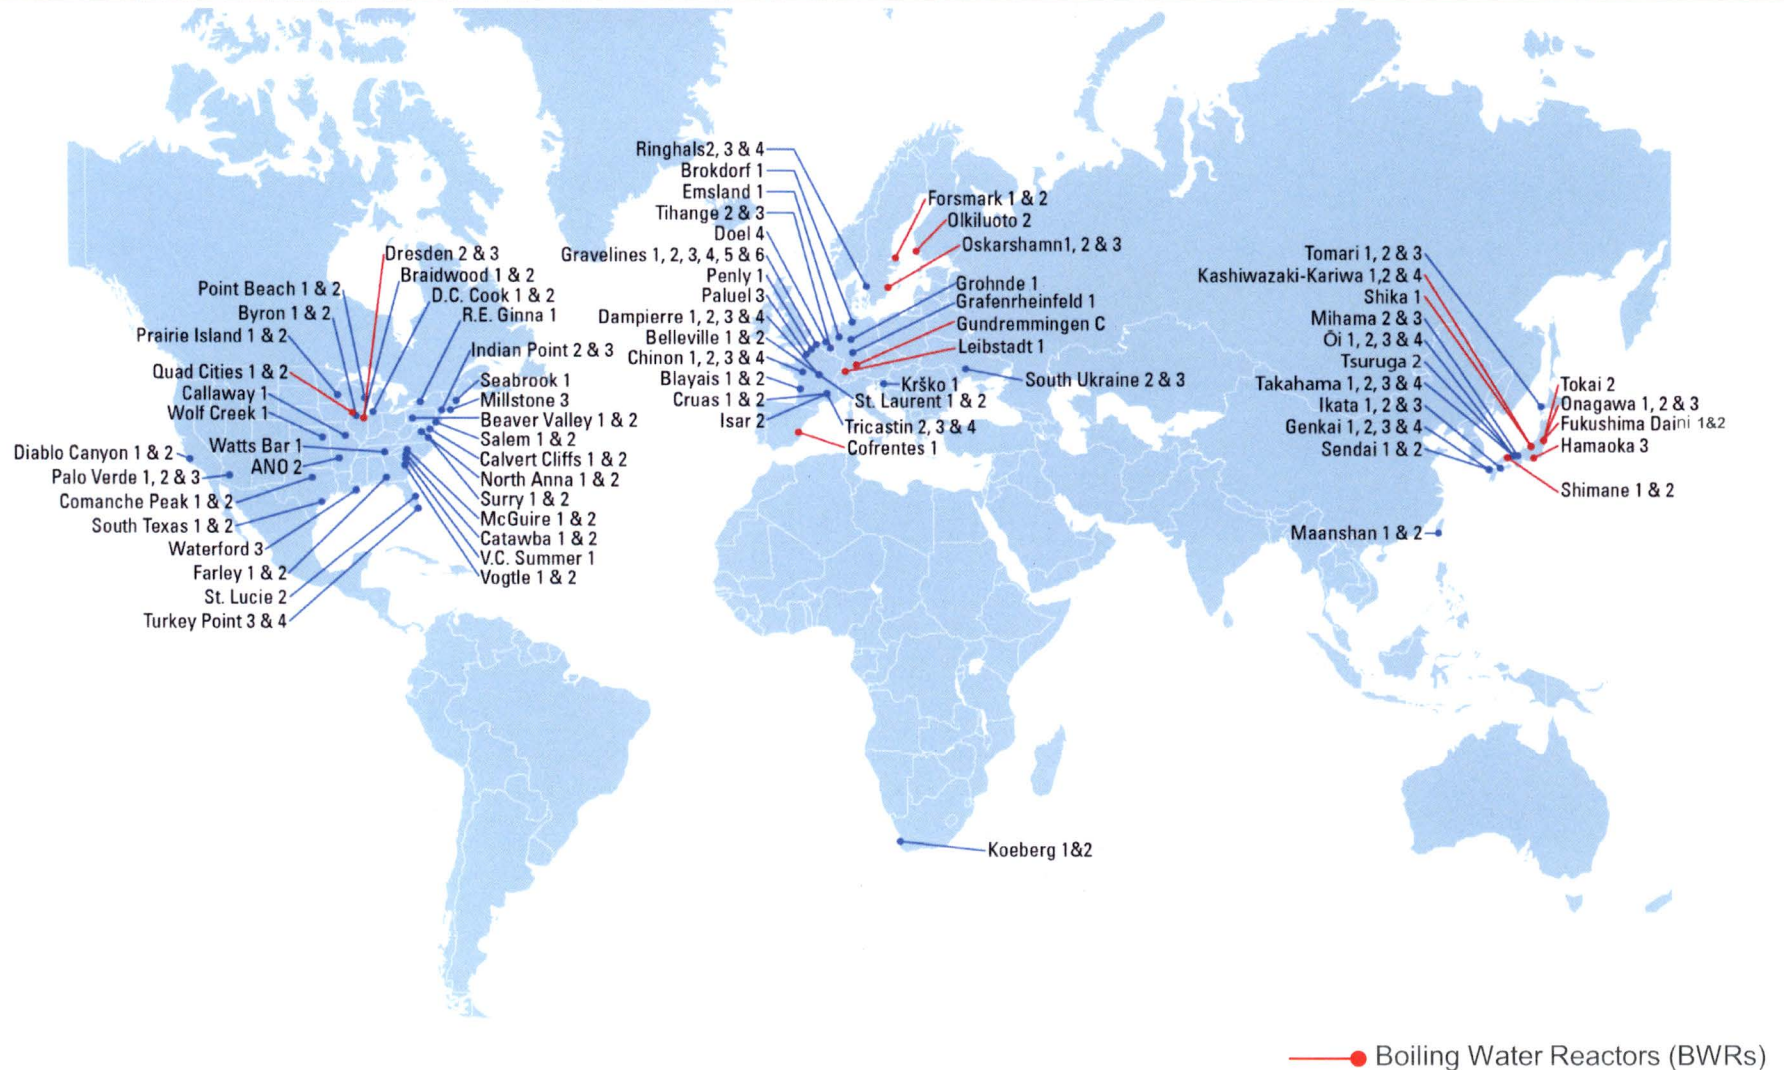 Dresden 2 & 3
Braidwood 1 & 2
Point Beach 1 & 2
D.C. Cook 1 & 2
Byron 1 & 2
R.E. Ginna 1
Prairie Island 1 & 2
Indian Point 2 & 3
Quad Cities 1 & 2
Seabrook 1
Callaway 1
Millstone 3
Wolf Creek 1
Beaver Valley 1 & 2
Watts Bar 1
Salem 1 & 2
Diablo Canyon 1 & 2
Calvert Cliffs 1 & 2
ANO 2
Palo Verde 1, 2 & 3
North Anna 1 & 2
Comanche Peak 1 & 2
Surry 1 & 2
South Texas 1 & 2
McGuire 1 & 2
Catawba 1 & 2
Waterford 3
V.C. Summer 1
Farley 1 & 2
Vogtle 1 & 2
St. Lucie 2
Turkey Point 3 & 4
Ringhals2, 3 & 4
Brokdorf 1
Emsland 1
Tihange 2 & 3
Doel 4
Gravelines 1, 2, 3, 4, 5 & 6
Penly 1
Paluel 3
Dampierre 1, 2, 3 & 4
Belleville 1 & 2
Chinon 1, 2, 3 & 4
Blayais 1 & 2
Cruas 1 & 2
Isar 2
Forsmark 1 & 2
Olkiluoto 2
Oskarshamn1, 2 & 3
Grohnde 1
Grafenrheinfeld 1
Gundremmingen C
Leibstadt 1
South Ukraine 2 & 3
Krško 1
St. Laurent 1 & 2
Tricastin 2, 3 & 4
Cofrentes 1
Tomari 1, 2 & 3
Kashiwazaki-Kariwa 1,2 & 4
Shika 1
Mihama 2 & 3
Ōi 1, 2, 3 & 4
Tsuruga 2
Takahama 1, 2, 3 & 4
Ikata 1, 2 & 3
Genkai 1, 2, 3 & 4
Sendai 1 & 2
Tokai 2
Onagawa 1, 2 & 3
Fukushima Daini 1&2
Hamaoka 3
Shimane 1 & 2
Maanshan 1 & 2
Koeberg 1&2
Boiling Water Reactors (BWRs)